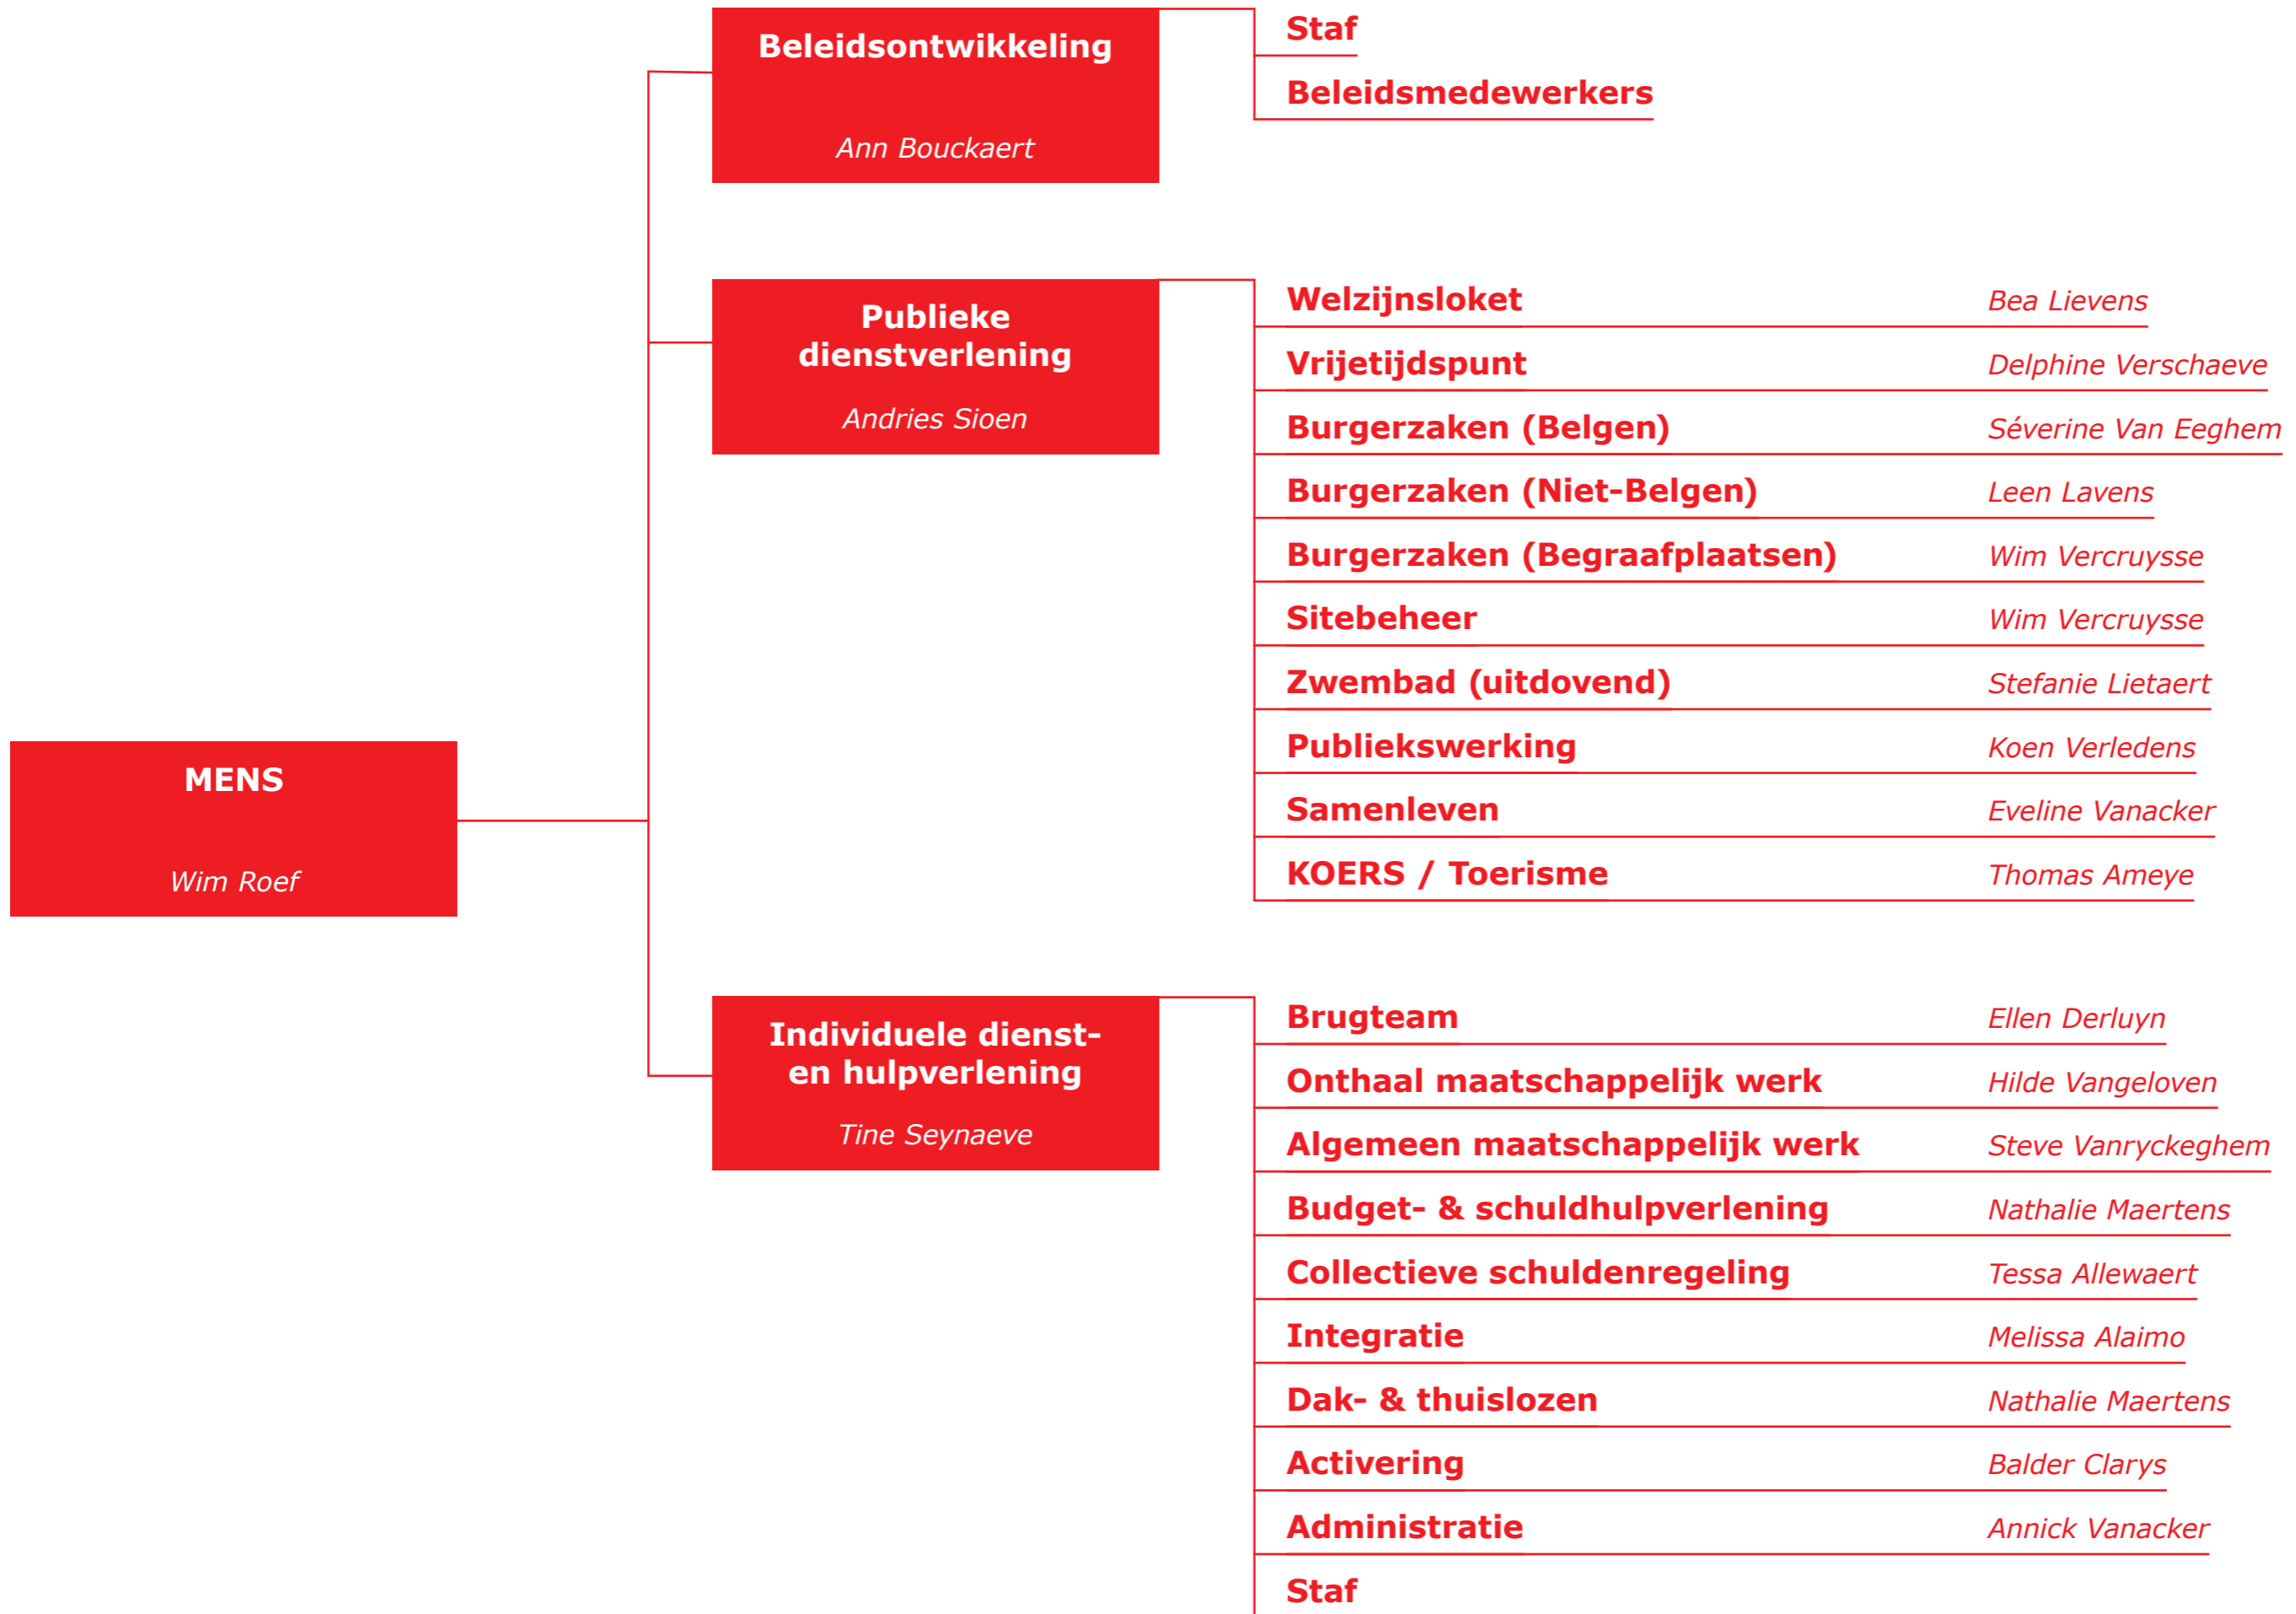 Beleidsontwikkeling
Ann Bouckaert
Staf
Beleidsmedewerkers
Publieke
dienstverlening
Andries Sioen
Welzijnsloket Bea Lievens
Vrijetijdspunt Delphine Verschaeve
Burgerzaken (Belgen) Séverine Van Eeghem
Burgerzaken (Niet-Belgen) Leen Lavens
Burgerzaken (Begraafplaatsen) Wim Vercruysse
Sitebeheer Wim Vercruysse
Zwembad (uitdovend) Stefanie Lietaert
Publiekswerking Koen Verledens
Samenleven Eveline Vanacker
KOERS / Toerisme Thomas Ameye
MENS
Wim Roef
Individuele dienst-
en hulpverlening
Tine Seynaeve
Brugteam Ellen Derluyn
Onthaal maatschappelijk werk Hilde Vangeloven
Algemeen maatschappelijk werk Steve Vanryckeghem
Budget- & schuldhulpverlening Nathalie Maertens
Collectieve schuldenregeling Tessa Allewaert
Integratie Melissa Alaimo
Dak- & thuislozen Nathalie Maertens
Activering Balder Clarys
Administratie Annick Vanacker
Staf